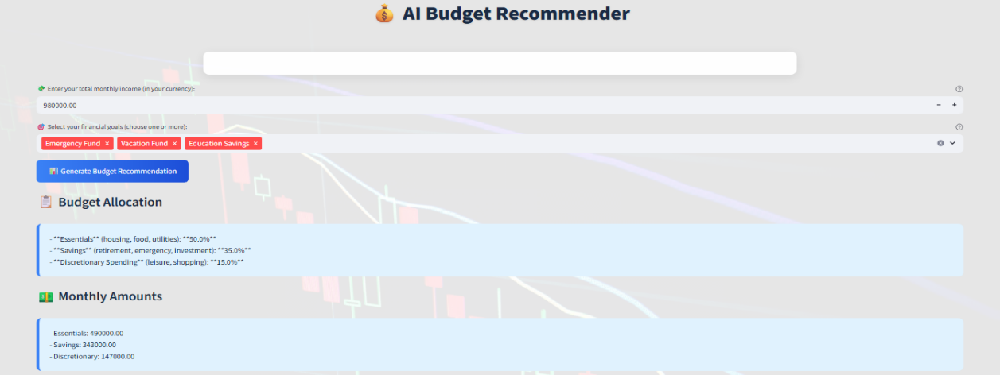 AI Budget Recommender
Enter your total monthly income (in your currency):
980000.00
Select your financial goals (choose one or more):
Emergency Fund × Vacation Fund × Education Savings ×
Generate Budget Recommendation
Budget Allocation
- **Essentials** (housing, food, utilities): **50.0%**
- **Savings** (retirement, emergency, investment): **35.0%**
- **Discretionary Spending** (leisure, shopping): **15.0%**
Monthly Amounts
- Essentials: 490000.00
- Savings: 343000.00
- Discretionary: 147000.00